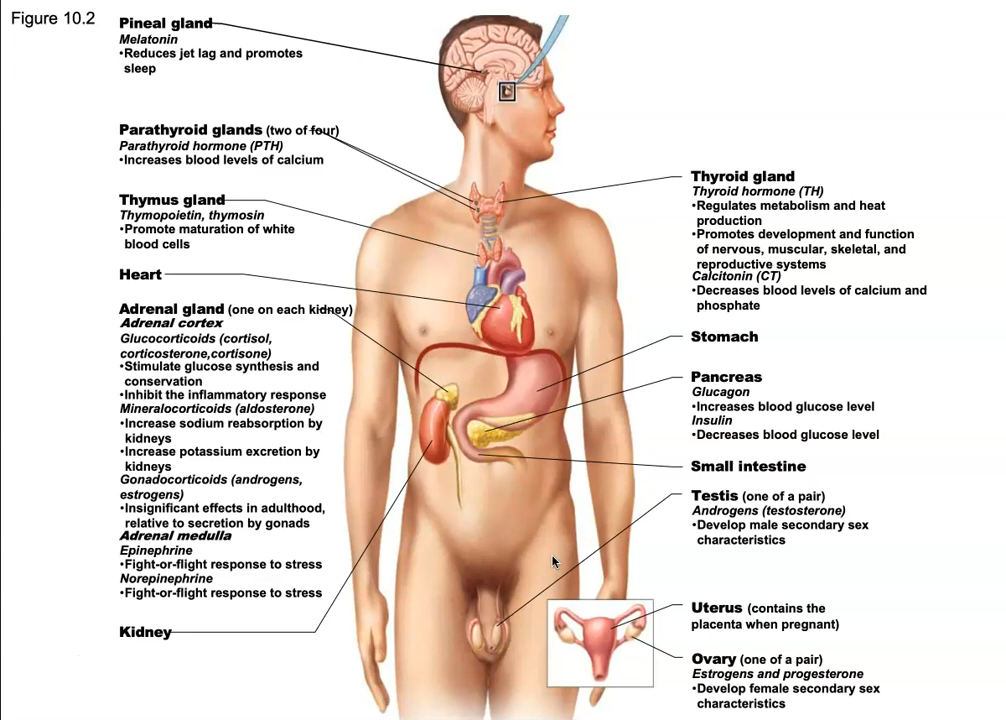 Figure 10.2
Pineal gland
Melatonin
•Reduces jet lag and promotes
sleep
Parathyroid glands (two of four)
Parathyroid hormone (PTH)
•Increases blood levels of calcium
Thymus gland
Thymopoietin, thymosin
•Promote maturation of white
blood cells
Heart
Adrenal gland (one on each kidney)
Adrenal cortex
Glucocorticoids (cortisol,
corticosterone,cortisone)
•Stimulate glucose synthesis and
conservation
•Inhibit the inflammatory response
Mineralocorticoids (aldosterone)
•Increase sodium reabsorption by
kidneys
•Increase potassium excretion by
kidneys
Gonadocorticoids (androgens,
estrogens)
•Insignificant effects in adulthood,
relative to secretion by gonads
Adrenal medulla
Epinephrine
•Fight-or-flight response to stress
Norepinephrine
•Fight-or-flight response to stress
Kidney
Thyroid gland
Thyroid hormone (TH)
•Regulates metabolism and heat
production
•Promotes development and function
of nervous, muscular, skeletal, and
reproductive systems
Calcitonin (CT)
•Decreases blood levels of calcium and
phosphate
Stomach
Pancreas
Glucagon
•Increases blood glucose level
Insulin
•Decreases blood glucose level
Small intestine
Testis (one of a pair)
Androgens (testosterone)
•Develop male secondary sex
characteristics
Uterus (contains the
placenta when pregnant)
Ovary (one of a pair)
Estrogens and progesterone
•Develop female secondary sex
characteristics